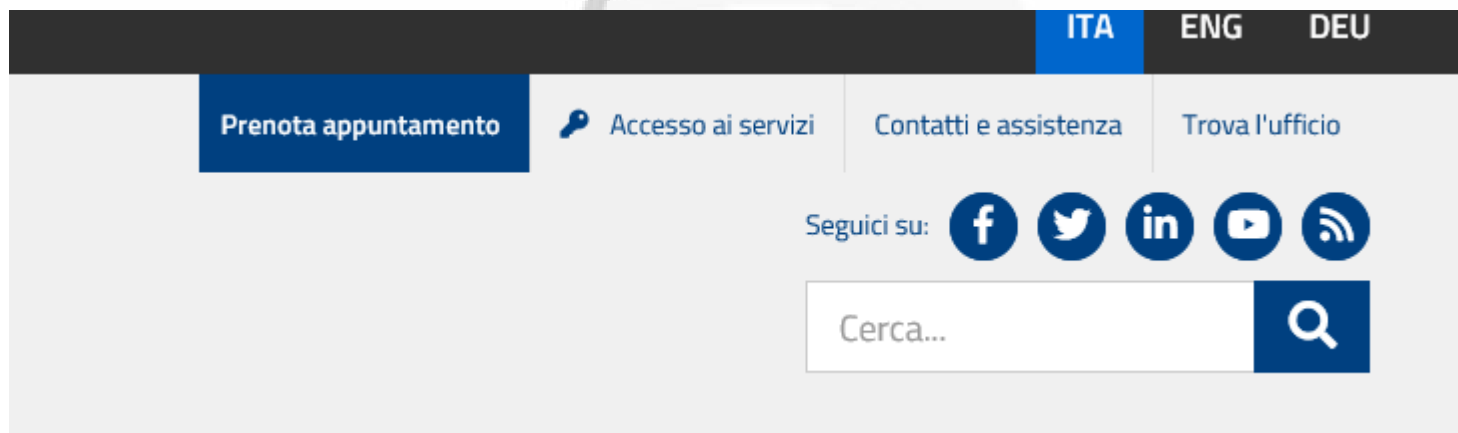 ITA ENG DEU
Prenota appuntamento Accesso ai servizi Contatti e assistenza Trova l'ufficio
Seguici su:
Cerca...